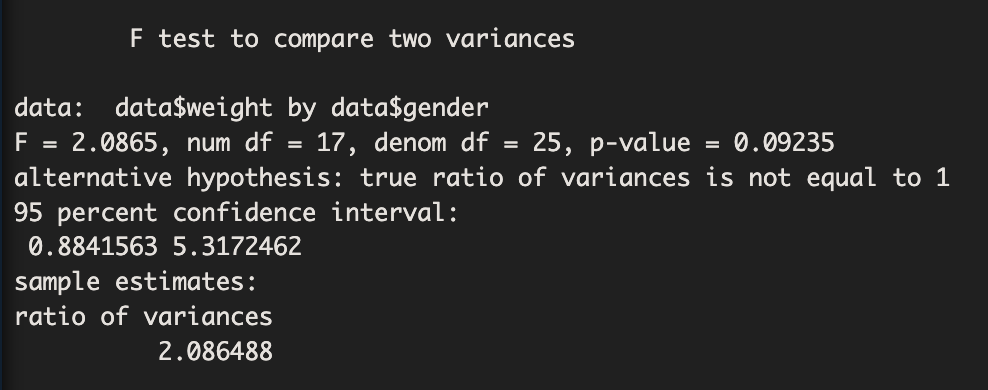 F test to compare two variances
data:  data$weight by data$gender
F = 2.0865, num df = 17, denom df = 25, p-value = 0.09235
alternative hypothesis: true ratio of variances is not equal to 1
95 percent confidence interval:
0.8841563 5.3172462
sample estimates:
ratio of variances
2.086488